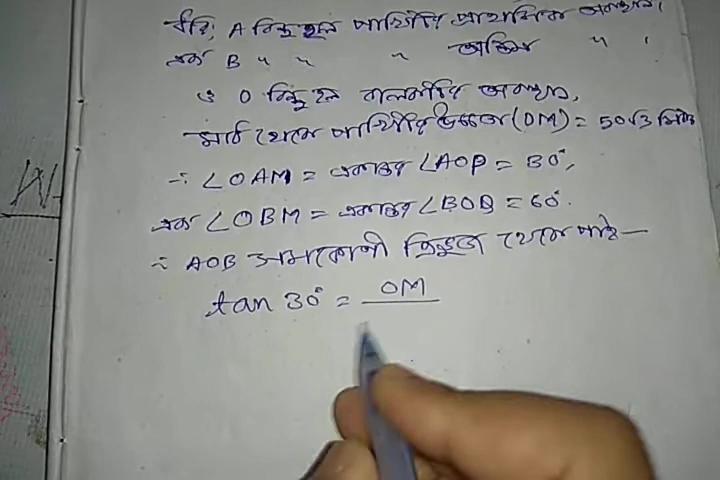 ধরি, A বিন্দু হল পাখিটির প্রাথমিক অবস্থান।
এবং B " " " অন্তিম " ।
ও O বিন্দু হল বালকটির অবস্থান,
মাঠ থেকে পাখিটির উচ্চতা (OM) = 50√3 মিটার
∴ ∠OAM = একান্তর ∠AOP = 30°,
এবং ∠OBM = একান্তর ∠BOQ = 60°.
∴ AOB সমকোণী ত্রিভুজ থেকে পাই—
tan 30° = OM